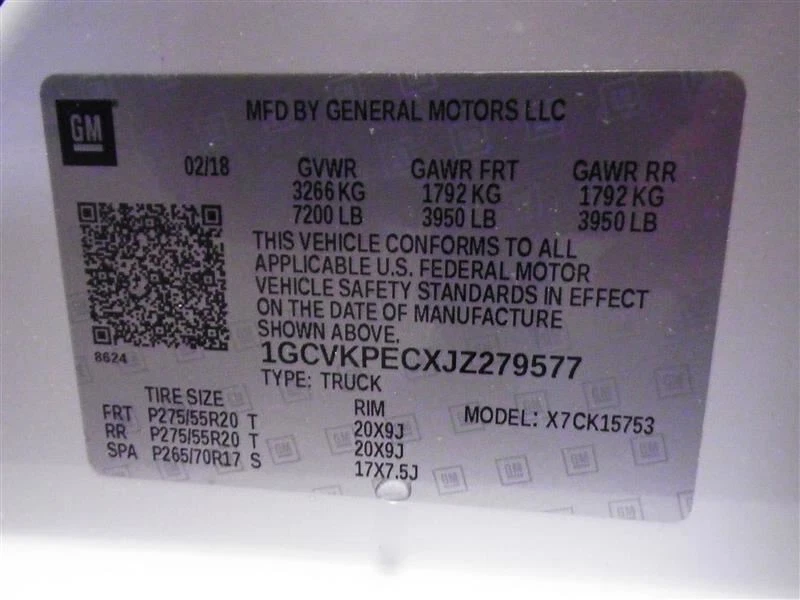 GM
MFD BY GENERAL MOTORS LLC
02/18 GVWR GAWR FRT GAWR RR
3266 KG 1792 KG 1792 KG
7200 LB 3950 LB 3950 LB
THIS VEHICLE CONFORMS TO ALL
APPLICABLE U.S. FEDERAL MOTOR
VEHICLE SAFETY STANDARDS IN EFFECT
ON THE DATE OF MANUFACTURE
SHOWN ABOVE.
8624
1GCVKPECXJZ279577
TYPE: TRUCK
TIRE SIZE RIM MODEL: X7CK15753
FRT P275/55R20 T 20X9J
RR P275/55R20 T 20X9J
SPA P265/70R17 S 17X7.5J